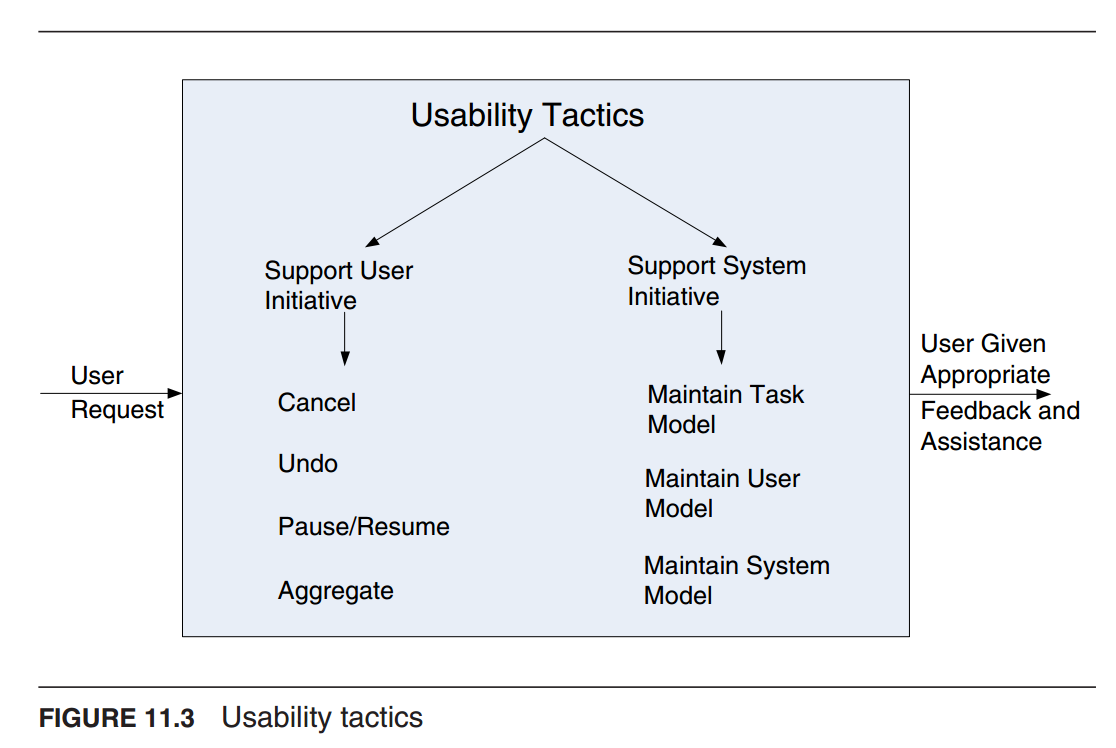 Usability Tactics
Support User
Initiative
Support System
Initiative
User
Request
Cancel
Undo
Pause/Resume
Aggregate
Maintain Task
Model
Maintain User
Model
Maintain System
Model
User Given
Appropriate
Feedback and
Assistance
FIGURE 11.3 Usability tactics